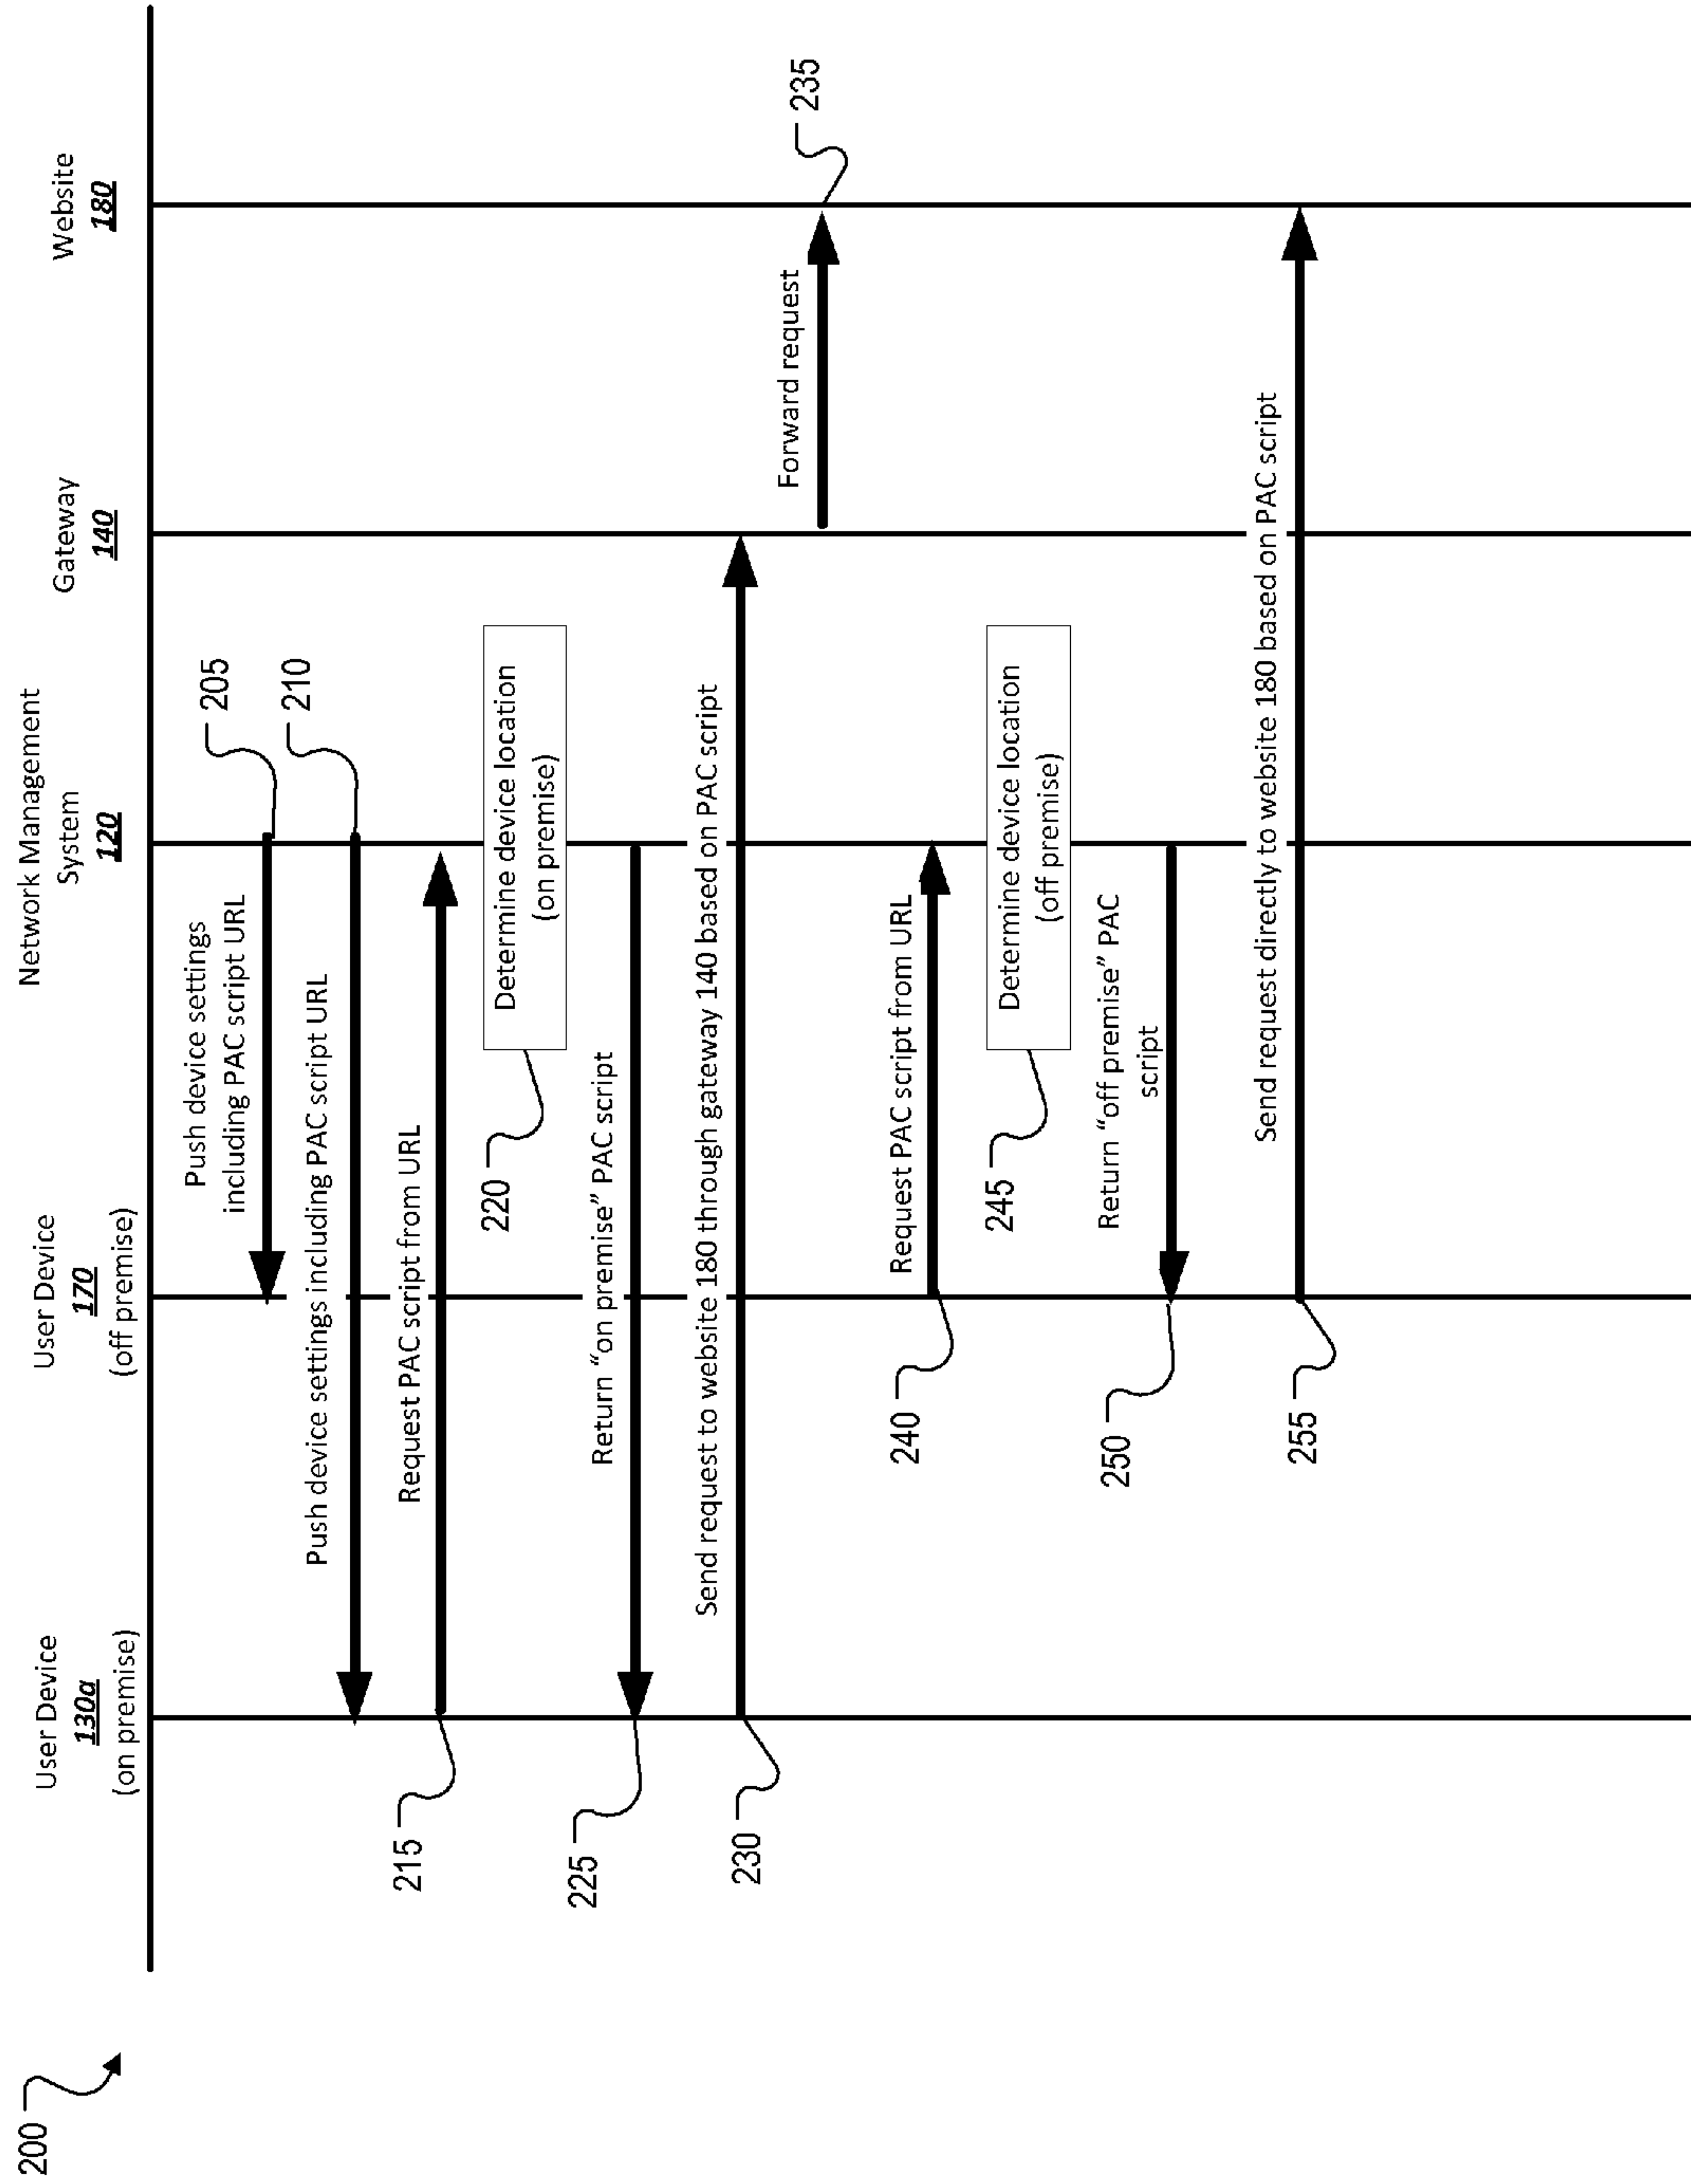 200
User Device
130a
(on premise)
User Device
170
(off premise)
Network Management
System
120
Gateway
140
Website
180
Push device settings
including PAC script URL
205
Push device settings including PAC script URL
210
Request PAC script from URL
215
Determine device location
(on premise)
220
Return “on premise” PAC script
225
Send request to website 180 through gateway 140 based on PAC script
230
Forward request
235
Request PAC script from URL
240
Determine device location
(off premise)
245
Return “off premise” PAC
script
250
Send request directly to website 180 based on PAC script
255